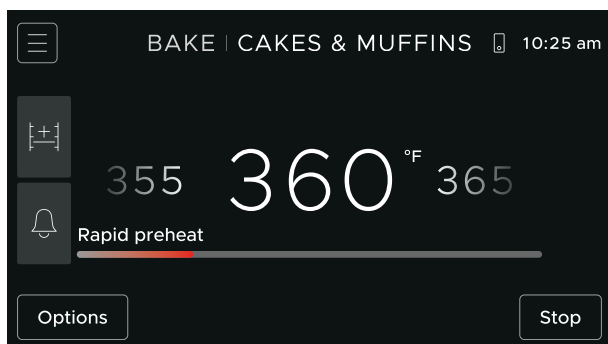 BAKE | CAKES & MUFFINS 10:25 am
355 360 °F 365
Rapid preheat
Options Stop